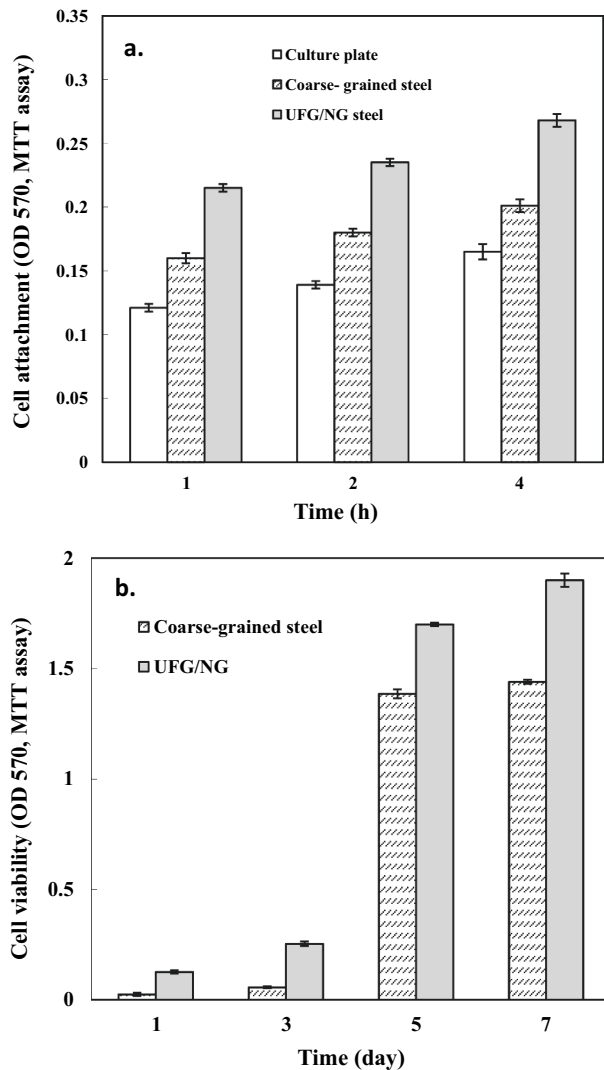 a.
Culture plate
Coarse- grained steel
UFG/NG steel
Cell attachment (OD 570, MTT assay)
0.35
0.3
0.25
0.2
0.15
0.1
0.05
0
1 2 4
Time (h)
b.
Coarse-grained steel
UFG/NG
Cell viability (OD 570, MTT assay)
2
1.5
1
0.5
0
1 3 5 7
Time (day)